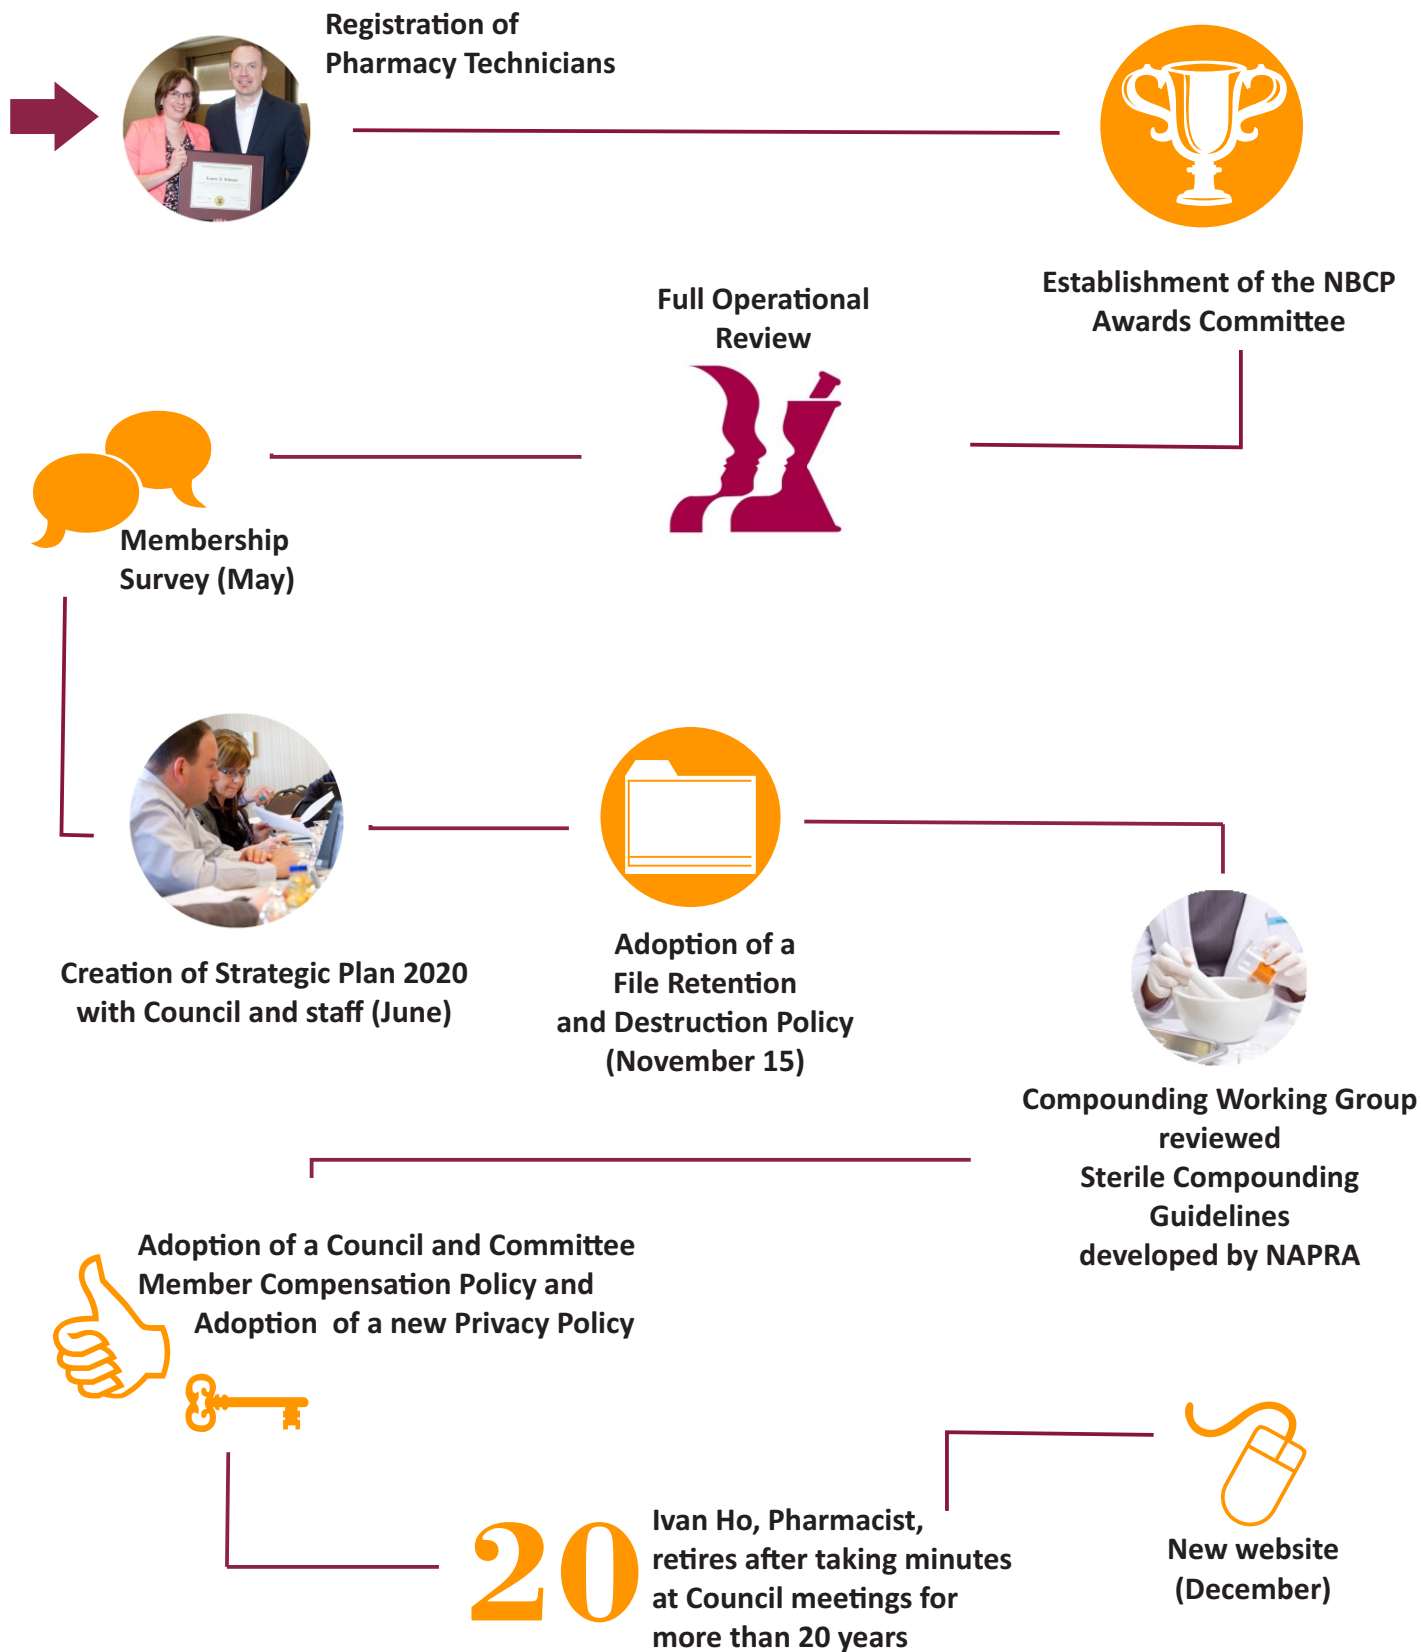 Registration of
Pharmacy Technicians
Establishment of the NBCP
Awards Committee
Full Operational
Review
Membership
Survey (May)
Creation of Strategic Plan 2020
with Council and staff (June)
Adoption of a
File Retention
and Destruction Policy
(November 15)
Compounding Working Group
reviewed
Sterile Compounding
Guidelines
developed by NAPRA
Adoption of a Council and Committee
Member Compensation Policy and
Adoption of a new Privacy Policy
20
Ivan Ho, Pharmacist,
retires after taking minutes
at Council meetings for
more than 20 years
New website
(December)